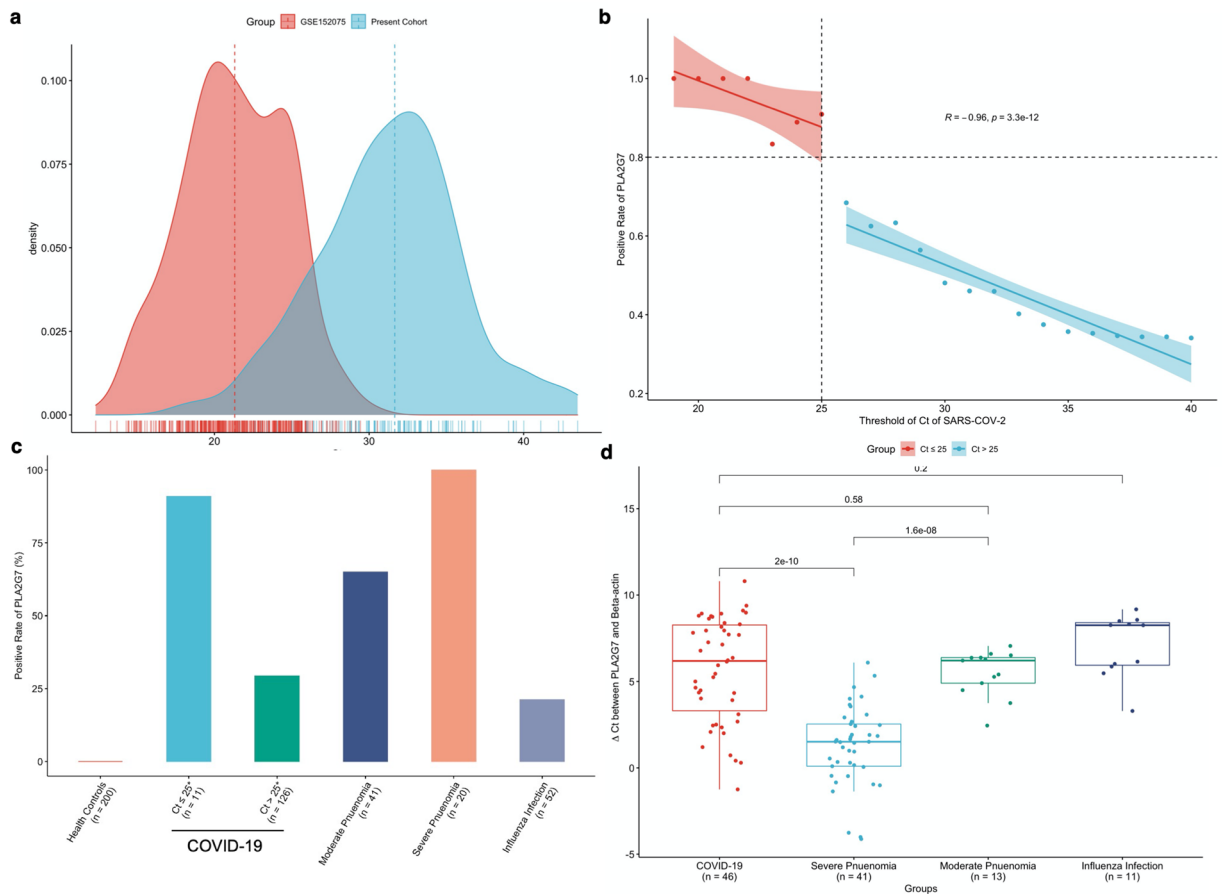 a
Group GSE152075 Present Cohort
0.100
0.075
0.050
0.025
0.000
density
20 30 40
b
1.0
0.8
0.6
0.4
0.2
Positive Rate of PLA2G7
R = −0.96, p = 3.3e-12
20 25 30 35 40
Threshold of Ct of SARS-COV-2
Group Ct ≤ 25 Ct > 25
c
100
75
50
25
0
Positive Rate of PLA2G7 (%)
Health Controls
(n = 200)
Ct ≤ 25*
(n = 11)
Ct > 25*
(n = 126)
COVID-19
Moderate Pnuenomia
(n = 41)
Severe Pnuenomia
(n = 20)
Influenza Infection
(n = 52)
d
15
10
5
0
-5
Δ Ct between PLA2G7 and Beta-actin
0.2
0.58
1.6e-08
2e-10
COVID-19
(n = 46)
Severe Pnuenomia
(n = 41)
Moderate Pnuenomia
(n = 13)
Influenza Infection
(n = 11)
Groups